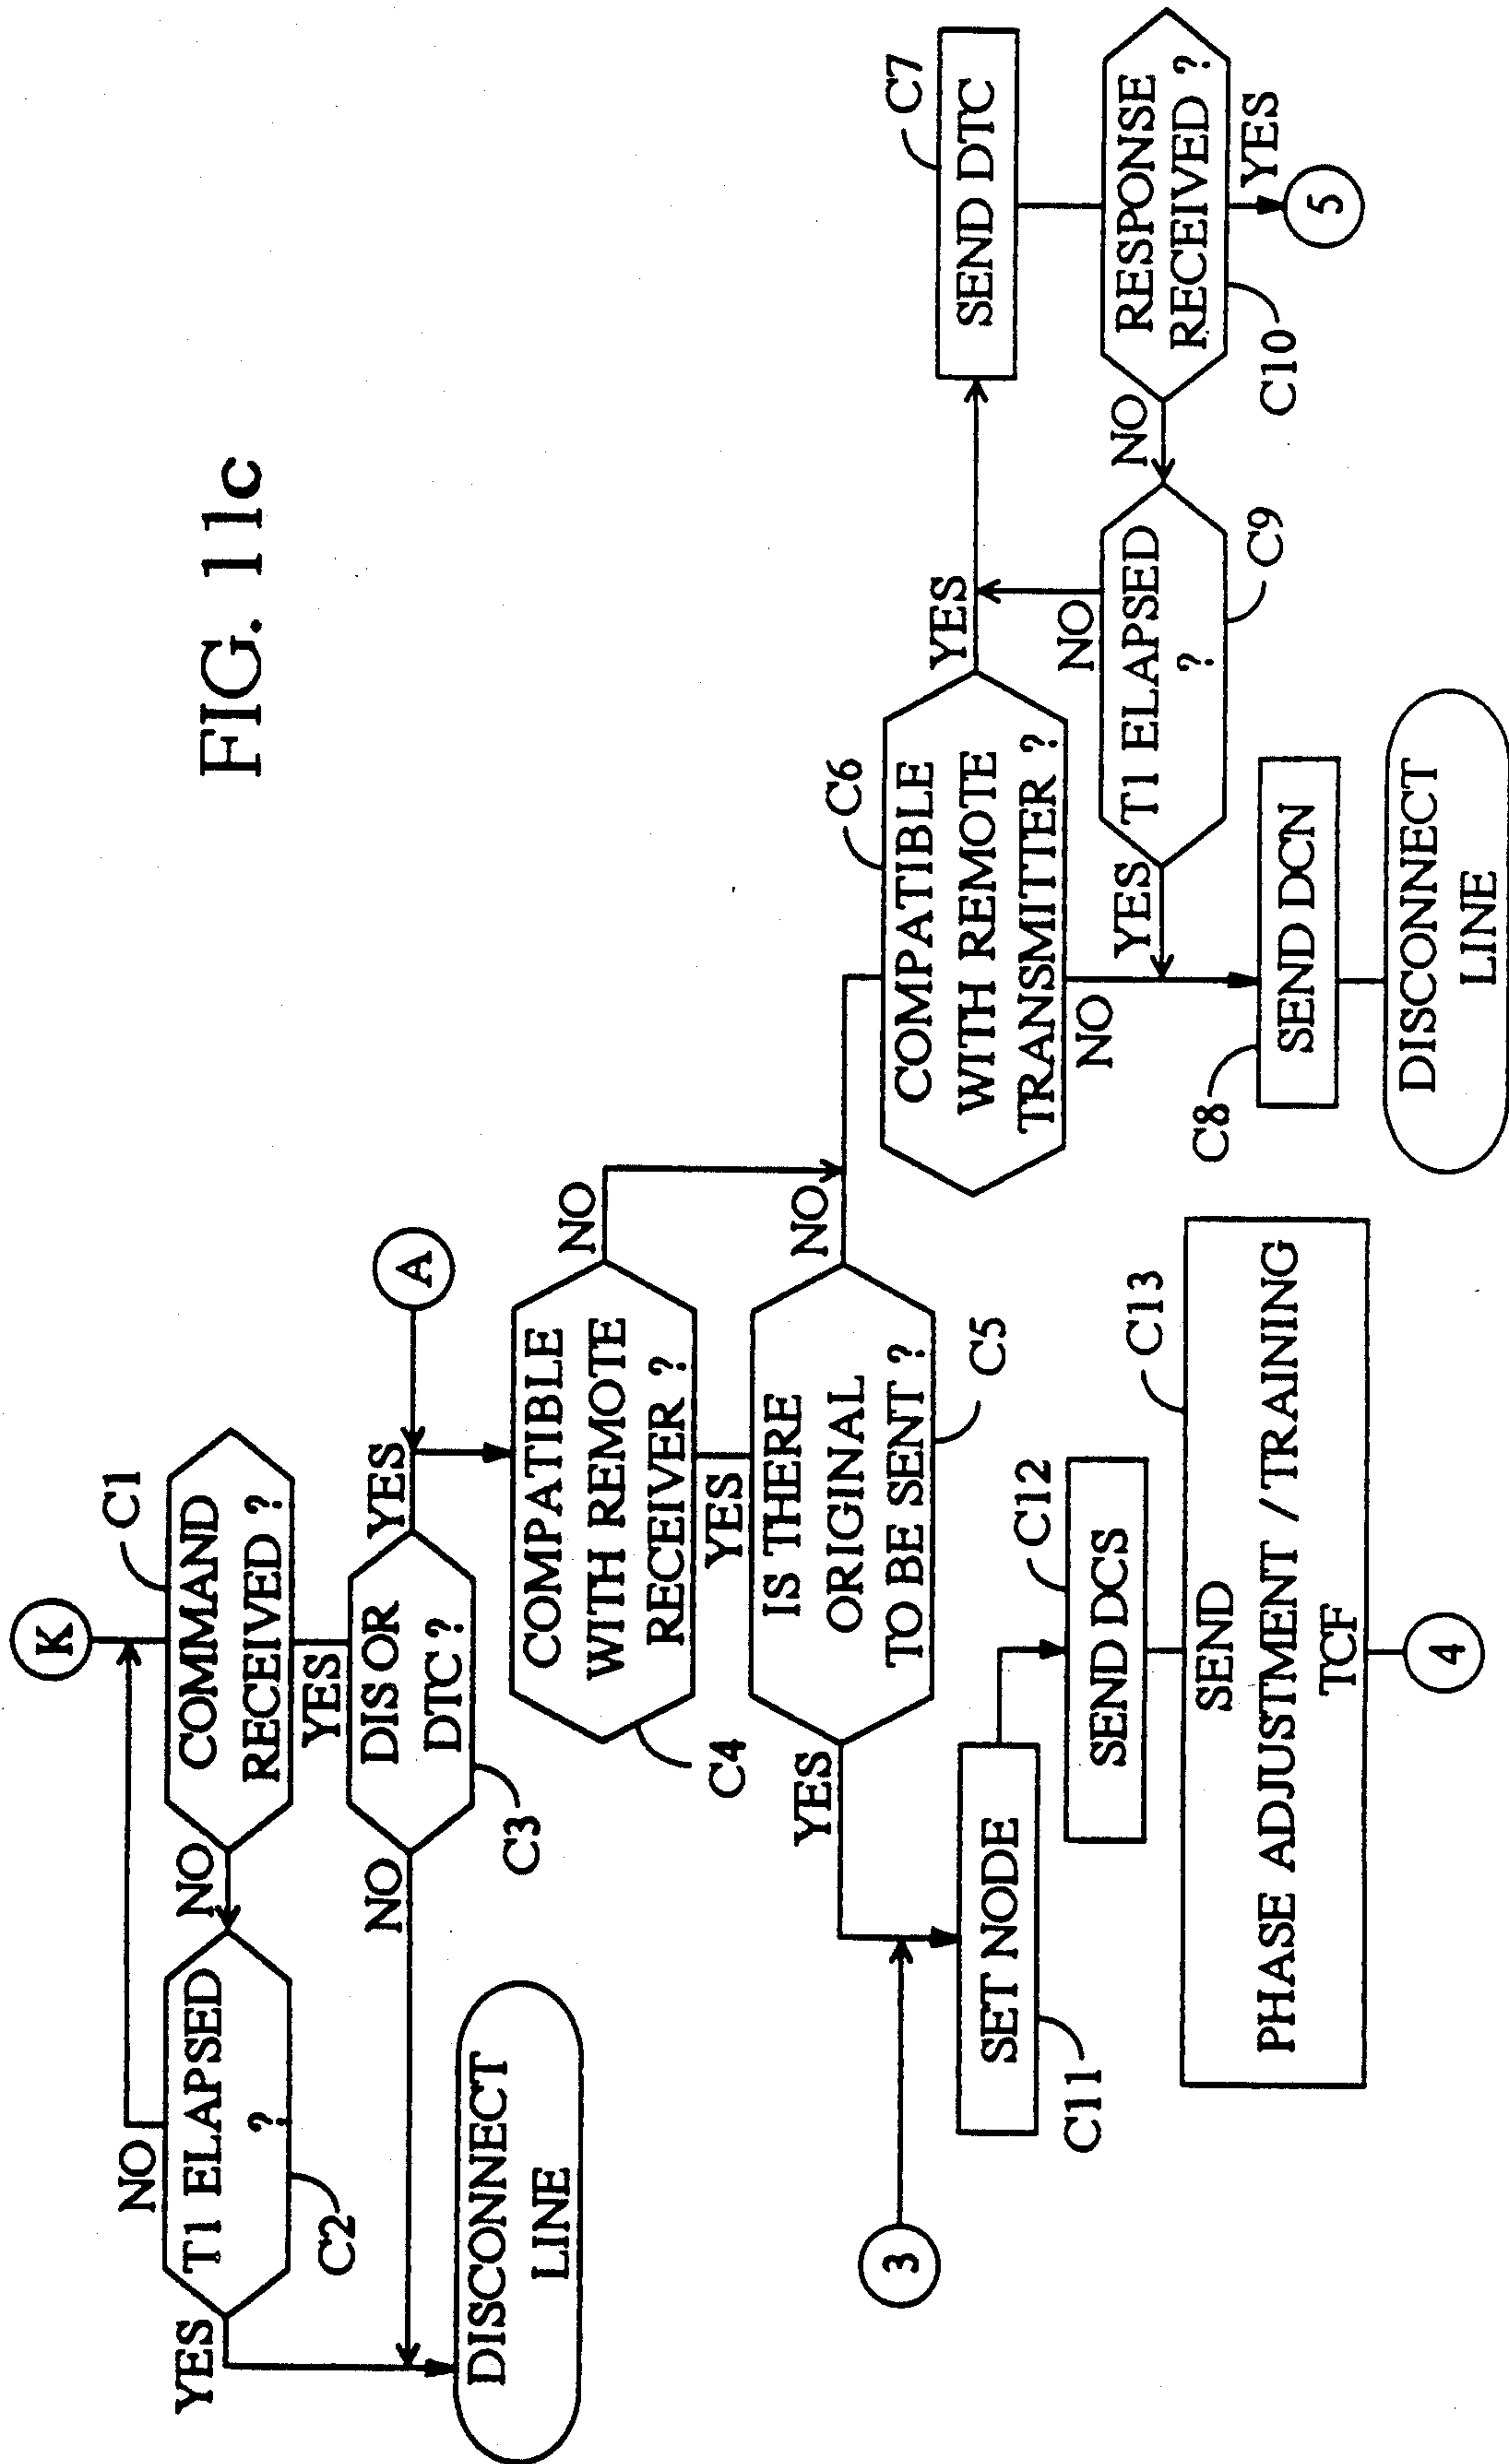 FIG. 11c
K
C1
COMMAND
RECEIVED ?
NO
YES
T1 ELAPSED
?
NO
YES
C2
DIS OR
DTC ?
YES
NO
C3
A
DISCONNECT
LINE
COMPATIBLE
WITH REMOTE
RECEIVER ?
NO
YES
C4
IS THERE
ORIGINAL
TO BE SENT ?
NO
YES
C5
3
SET NODE
C11
C12
SEND DCS
C13
SEND
PHASE ADJUSTMENT / TRAINING
TCF
4
C6
COMPATIBLE
WITH REMOTE
TRANSMITTER ?
YES
NO
C7
SEND DTC
RESPONSE
RECEIVED ?
NO
YES
C10
5
T1 ELAPSED
?
NO
YES
C9
C8
SEND DCN
DISCONNECT
LINE